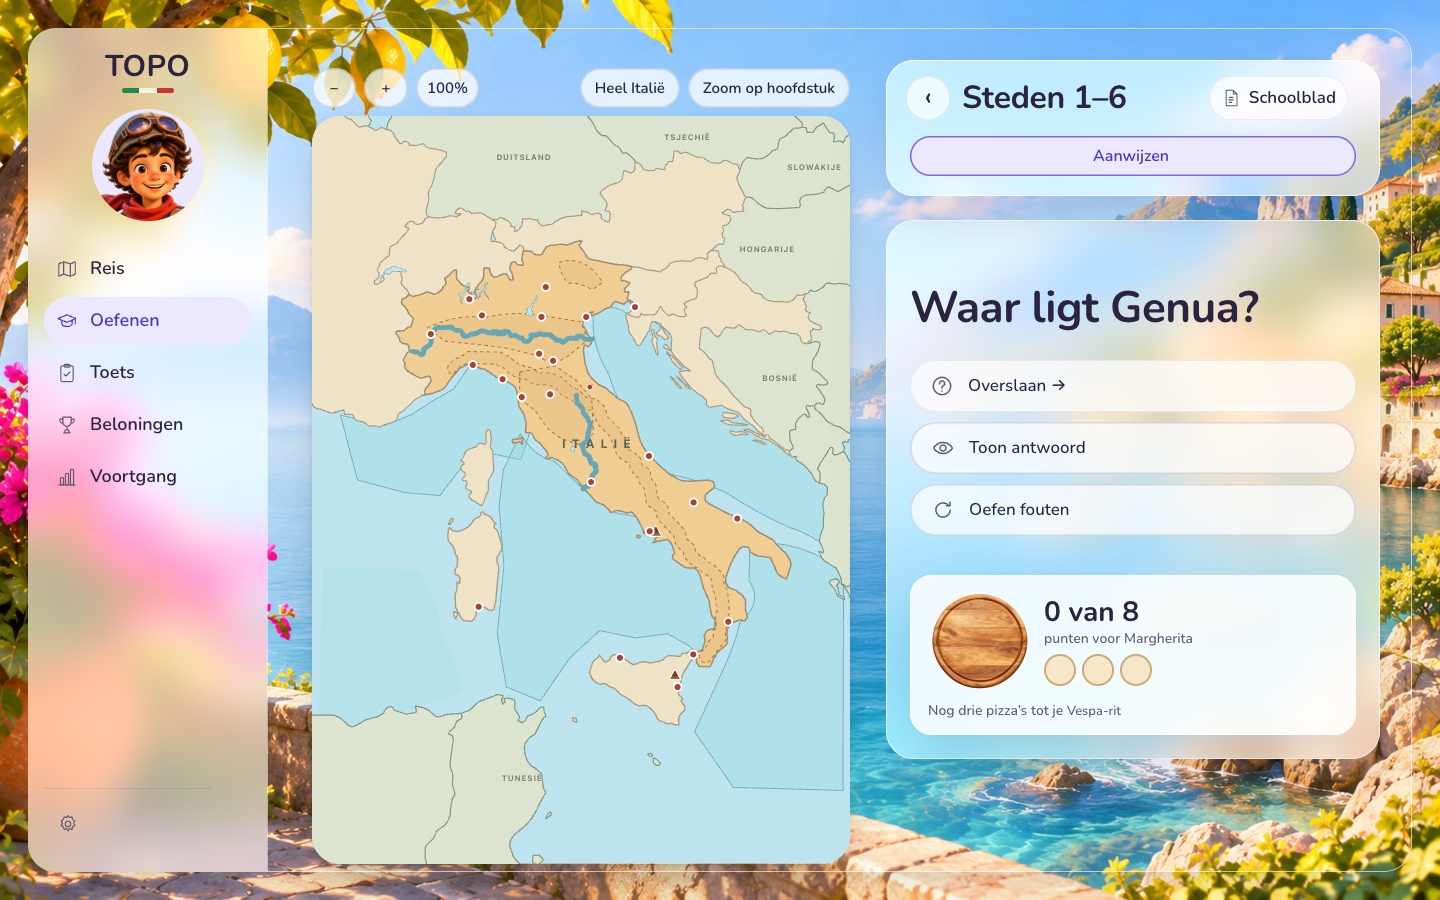 TOPO
Reis
Oefenen
Toets
Beloningen
Voortgang
− + 100% Heel Italië Zoom op hoofdstuk
TSJECHIË
DUITSLAND
SLOWAKIJE
HONGARIJE
BOSNIË
ITALIË
TUNESIË
Steden 1–6
Schoolblad
Aanwijzen
Waar ligt Genua?
Overslaan →
Toon antwoord
Oefen fouten
0 van 8
punten voor Margherita
Nog drie pizza's tot je Vespa-rit